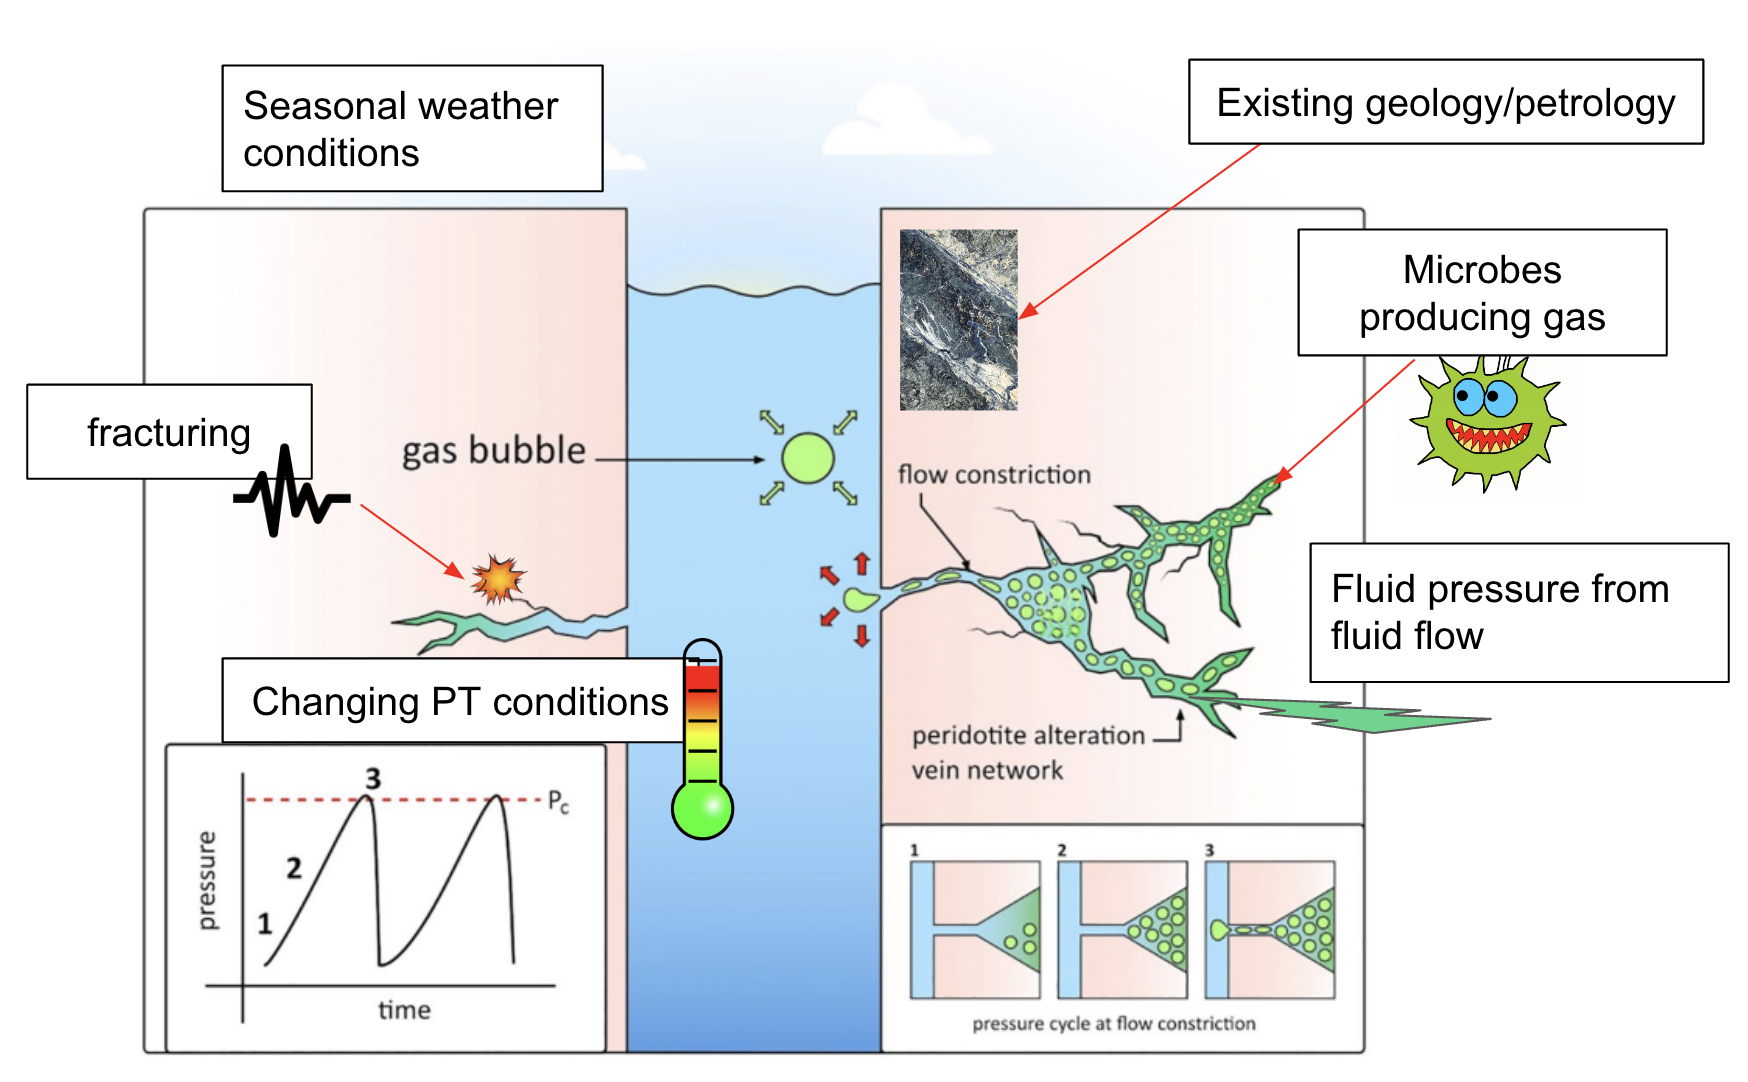 Seasonal weather
conditions
Existing geology/petrology
Microbes
producing gas
fracturing
gas bubble
flow constriction
Fluid pressure from
fluid flow
Changing PT conditions
peridotite alteration
vein network
pressure
1
2
3
Pc
time
1
2
3
pressure cycle at flow constriction